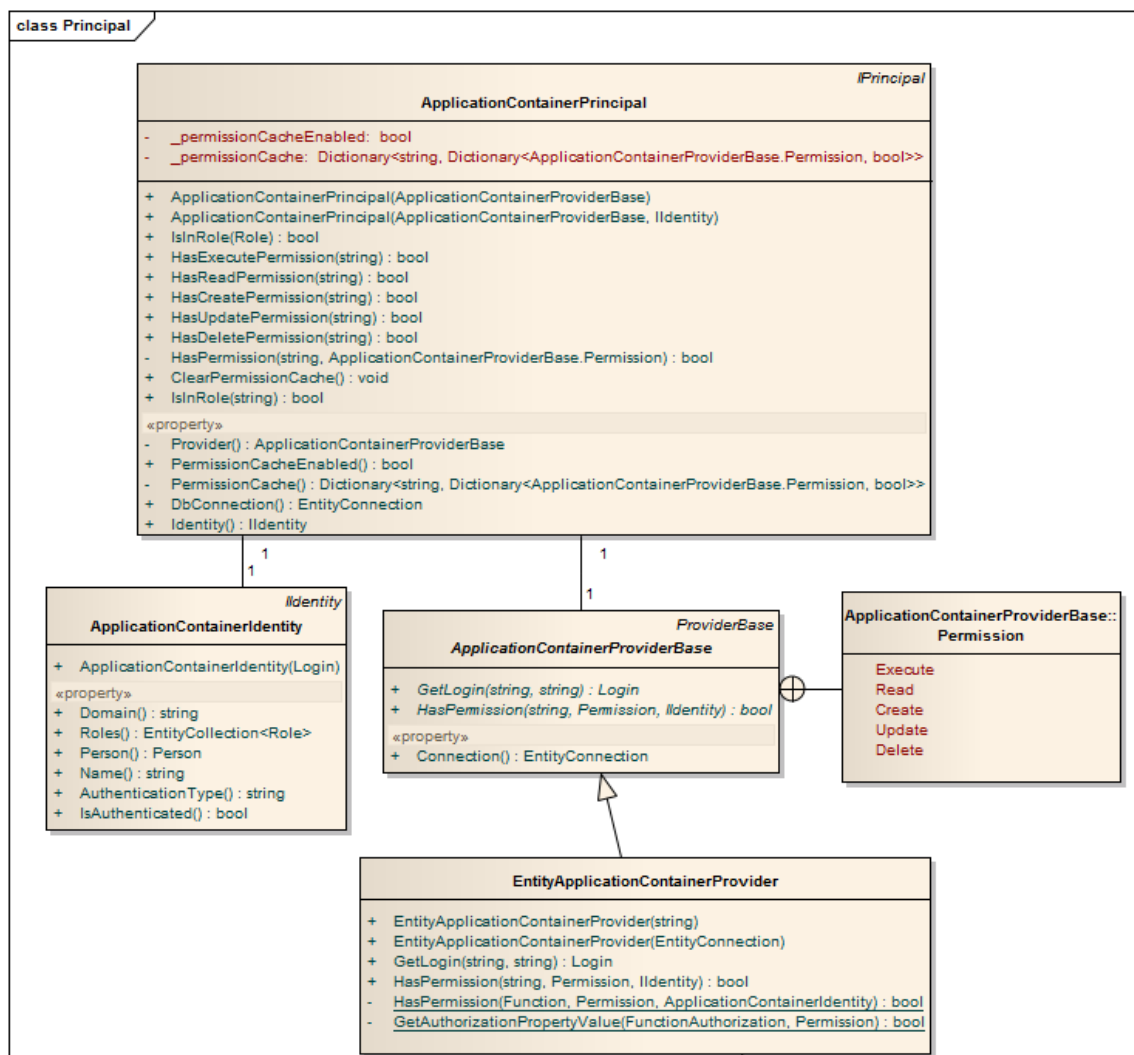 class Principal
IPrincipal
ApplicationContainerPrincipal
- _permissionCacheEnabled: bool
- _permissionCache: Dictionary<string, Dictionary<ApplicationContainerProviderBase.Permission, bool>>
+ ApplicationContainerPrincipal(ApplicationContainerProviderBase)
+ ApplicationContainerPrincipal(ApplicationContainerProviderBase, IIdentity)
+ IsInRole(Role) : bool
+ HasExecutePermission(string) : bool
+ HasReadPermission(string) : bool
+ HasCreatePermission(string) : bool
+ HasUpdatePermission(string) : bool
+ HasDeletePermission(string) : bool
- HasPermission(string, ApplicationContainerProviderBase.Permission) : bool
+ ClearPermissionCache() : void
+ IsInRole(string) : bool
«property»
- Provider() : ApplicationContainerProviderBase
+ PermissionCacheEnabled() : bool
- PermissionCache() : Dictionary<string, Dictionary<ApplicationContainerProviderBase.Permission, bool>>
+ DbConnection() : EntityConnection
+ Identity() : IIdentity
1
1
1
1
IIdentity
ApplicationContainerIdentity
+ ApplicationContainerIdentity(Login)
«property»
+ Domain() : string
+ Roles() : EntityCollection<Role>
+ Person() : Person
+ Name() : string
+ AuthenticationType() : string
+ IsAuthenticated() : bool
ProviderBase
ApplicationContainerProviderBase
+ GetLogin(string, string) : Login
+ HasPermission(string, Permission, IIdentity) : bool
«property»
+ Connection() : EntityConnection
ApplicationContainerProviderBase::
Permission
Execute
Read
Create
Update
Delete
EntityApplicationContainerProvider
+ EntityApplicationContainerProvider(string)
+ EntityApplicationContainerProvider(EntityConnection)
+ GetLogin(string, string) : Login
+ HasPermission(string, Permission, IIdentity) : bool
- HasPermission(Function, Permission, ApplicationContainerIdentity) : bool
- GetAuthorizationPropertyValue(FunctionAuthorization, Permission) : bool